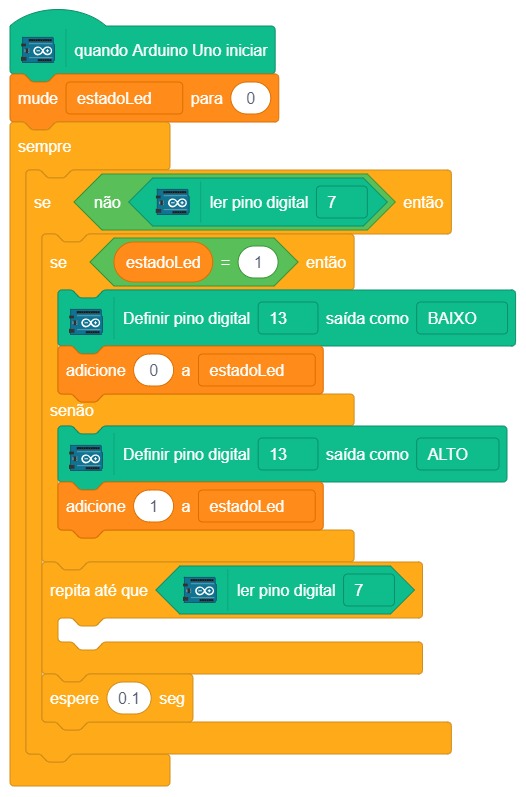 quando Arduino Uno iniciar
mude estadoLed para 0
sempre
se não ler pino digital 7 então
se estadoLed = 1 então
Definir pino digital 13 saída como BAIXO
adicione 0 a estadoLed
senão
Definir pino digital 13 saída como ALTO
adicione 1 a estadoLed
repita até que ler pino digital 7
espere 0.1 seg